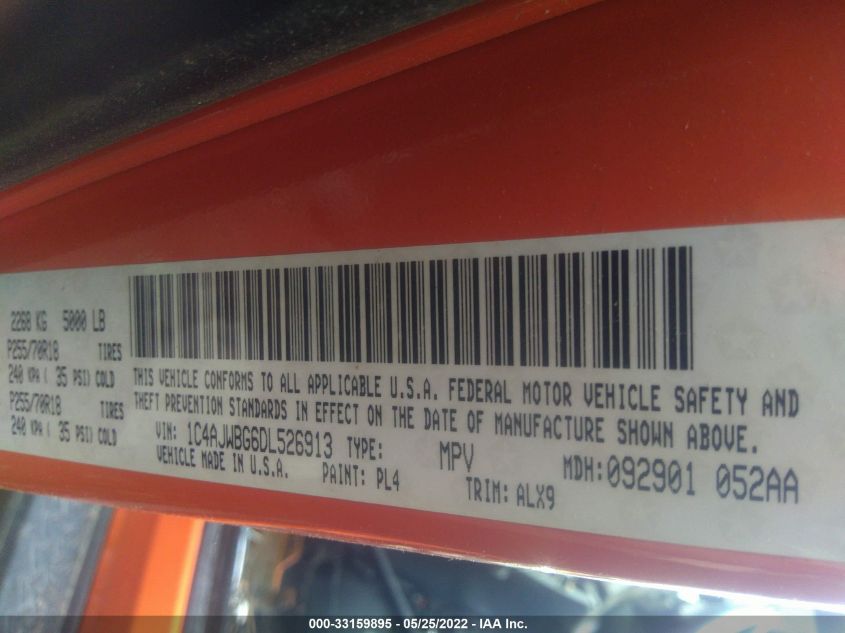 2268 KG 5000 LB
P255/70R18 TIRES
240 KPA ( 35 PSI) COLD
P255/70R18 TIRES
240 KPA ( 35 PSI) COLD
THIS VEHICLE CONFORMS TO ALL APPLICABLE U.S.A. FEDERAL MOTOR VEHICLE SAFETY AND
THEFT PREVENTION STANDARDS IN EFFECT ON THE DATE OF MANUFACTURE SHOWN ABOVE.
VIN: 1C4AJWBG6DL526913 TYPE: MPV MDH:092901 052AA
VEHICLE MADE IN U.S.A. PAINT: PL4 TRIM: ALX9
000-33159895 - 05/25/2022 - IAA Inc.